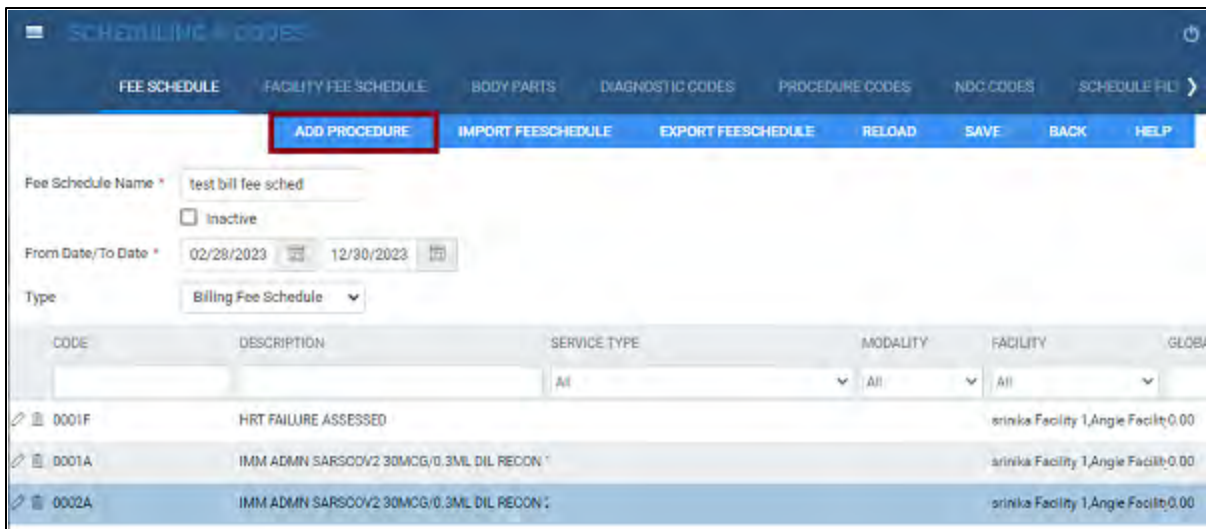 SCHEDULING & CODES
FEE SCHEDULE FACILITY FEE SCHEDULE BODY PARTS DIAGNOSTIC CODES PROCEDURE CODES NDC CODES SCHEDULE FIL
ADD PROCEDURE IMPORT FEESCHEDULE EXPORT FEESCHEDULE RELOAD SAVE BACK HELP
Fee Schedule Name * test bill fee sched
Inactive
From Date/To Date * 02/28/2023 12/30/2023
Type Billing Fee Schedule
CODE DESCRIPTION SERVICE TYPE MODALITY FACILITY GLOBA
All All All
0001F HRT FAILURE ASSESSED srinika Facility 1,Angie Facilit 0.00
0001A IMM ADMN SARSCOV2 30MCG/0.3ML DIL RECON srinika Facility 1,Angie Facilit 0.00
0002A IMM ADMN SARSCOV2 30MCG/0.3ML DIL RECON srinika Facility 1,Angie Facilit 0.00